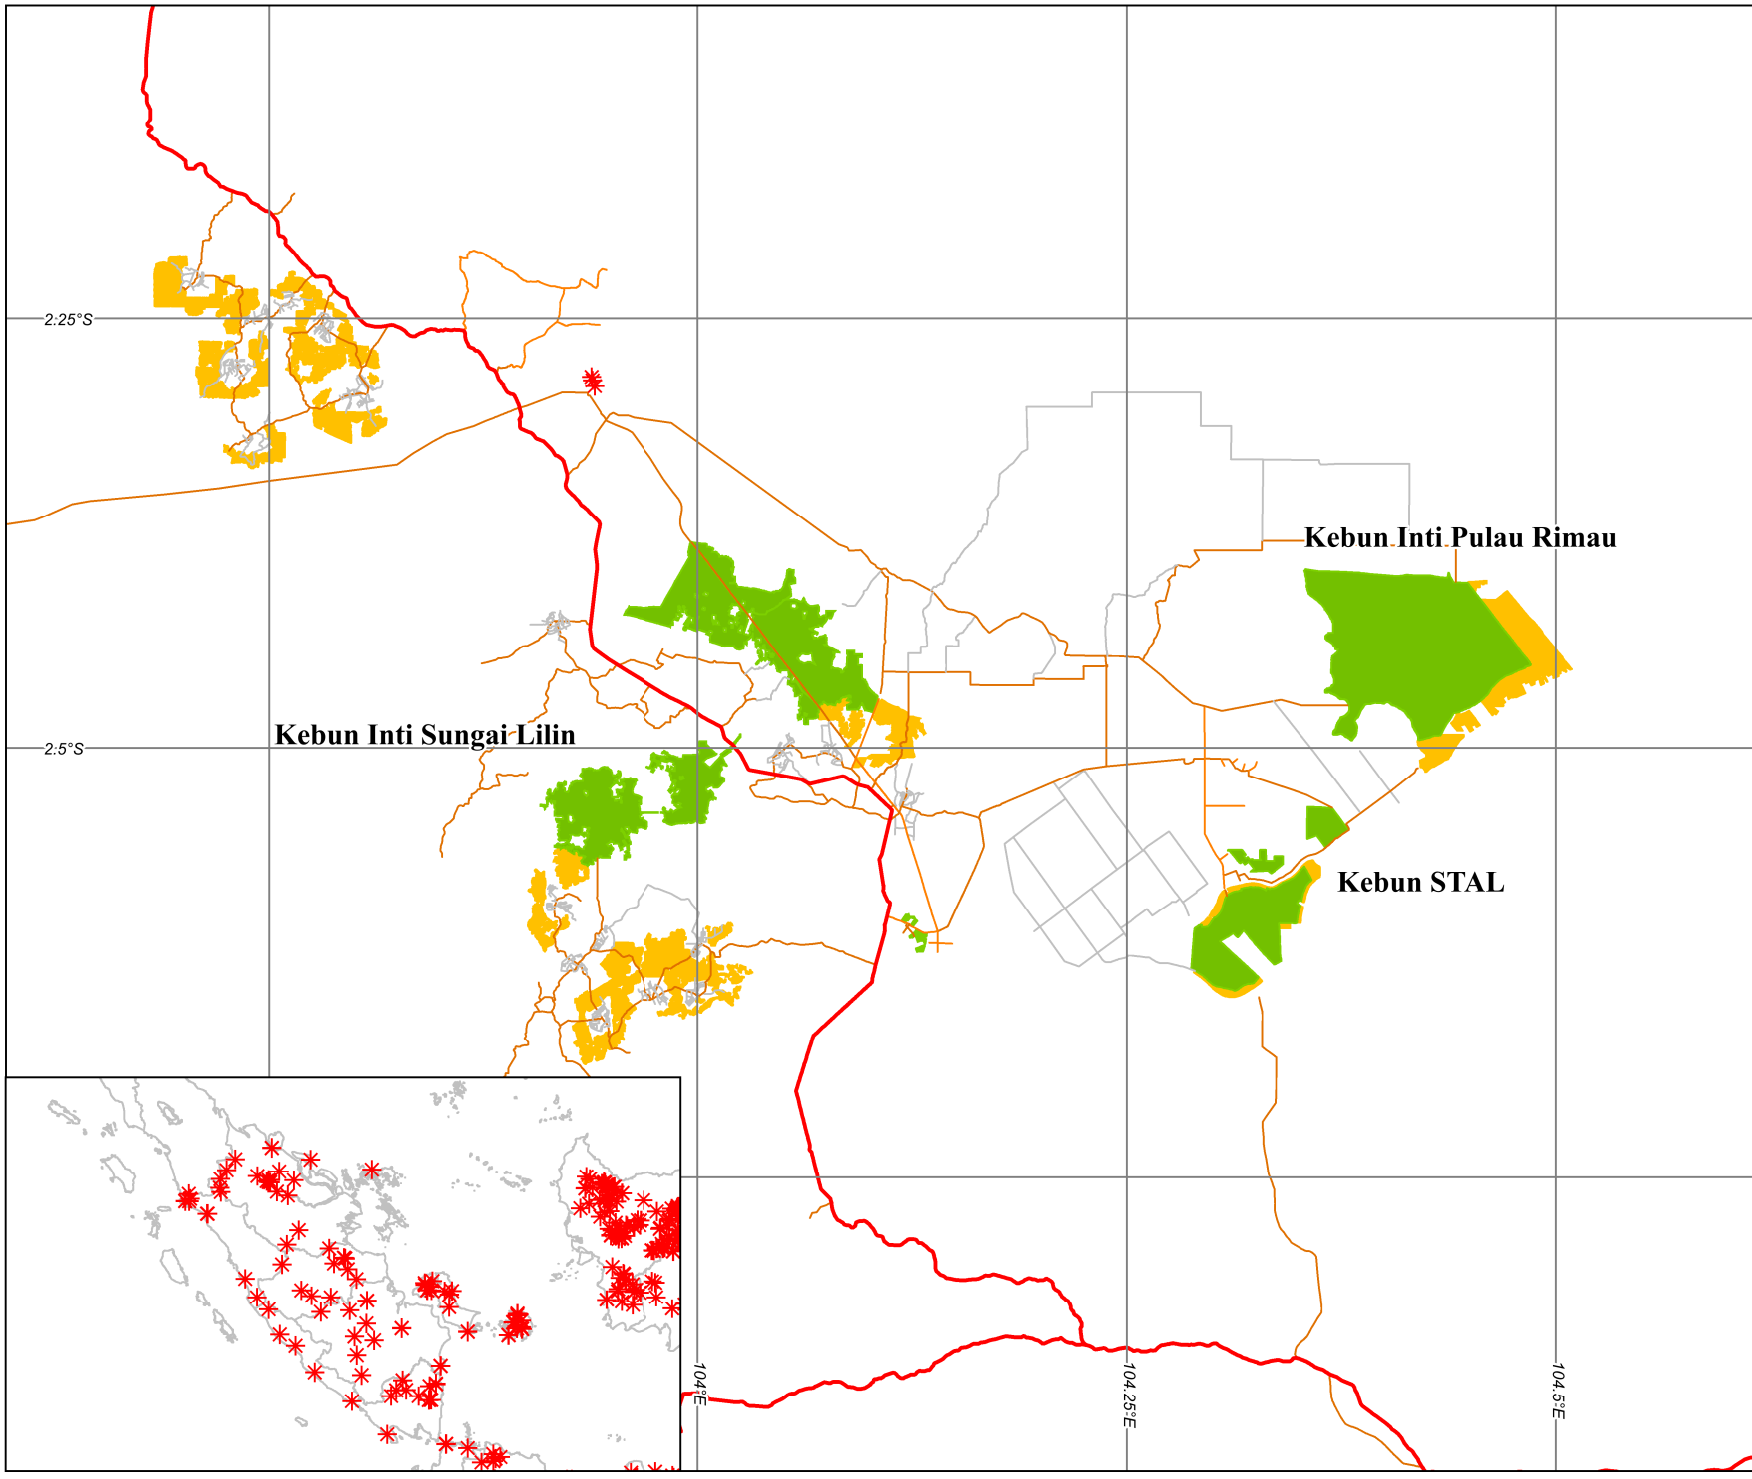 2.25°S
Kebun Inti Pulau Rimau
Kebun Inti Sungai Lilin
2.5°S
Kebun STAL
104°E
104.25°E
104.5°E